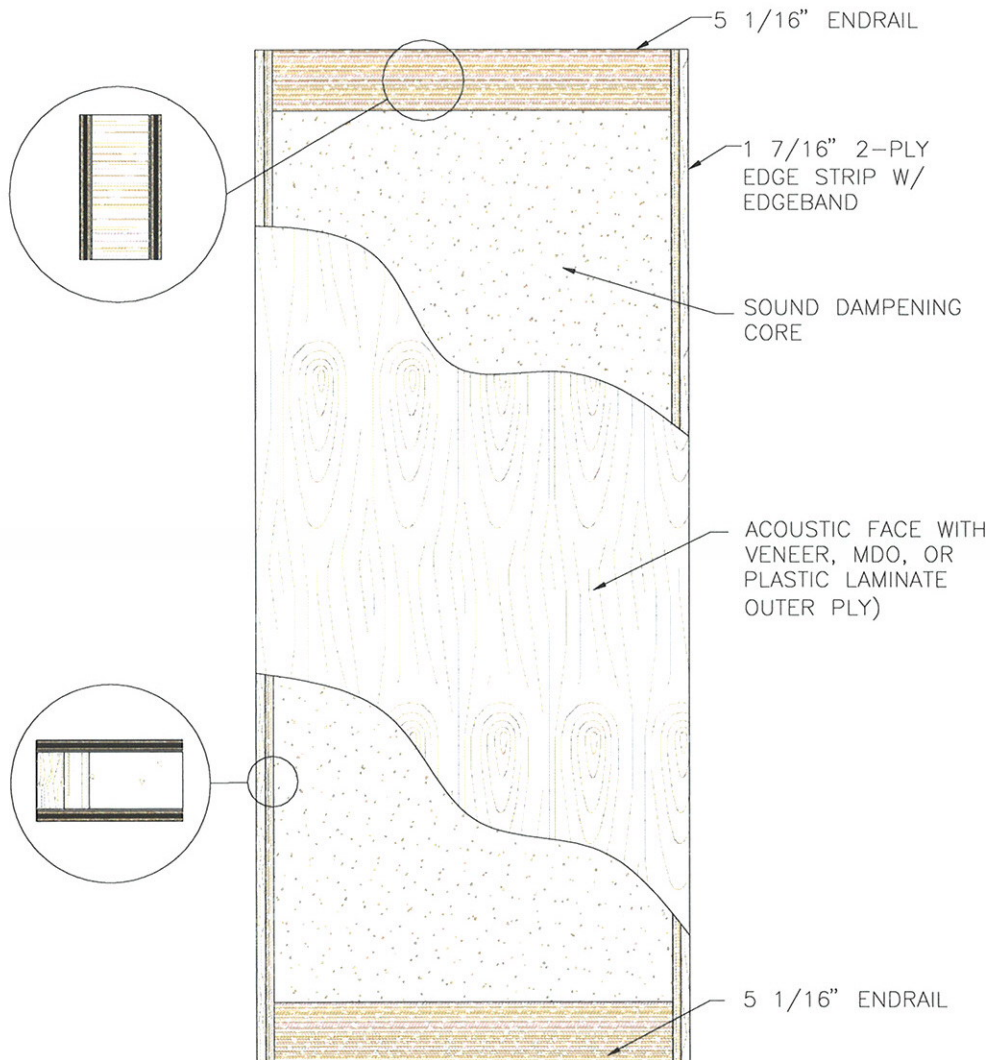 5 1/16” ENDRAIL
1 7/16” 2-PLY
EDGE STRIP W/
EDGEBAND
SOUND DAMPENING
CORE
ACOUSTIC FACE WITH
VENEER, MDO, OR
PLASTIC LAMINATE
OUTER PLY)
5 1/16” ENDRAIL